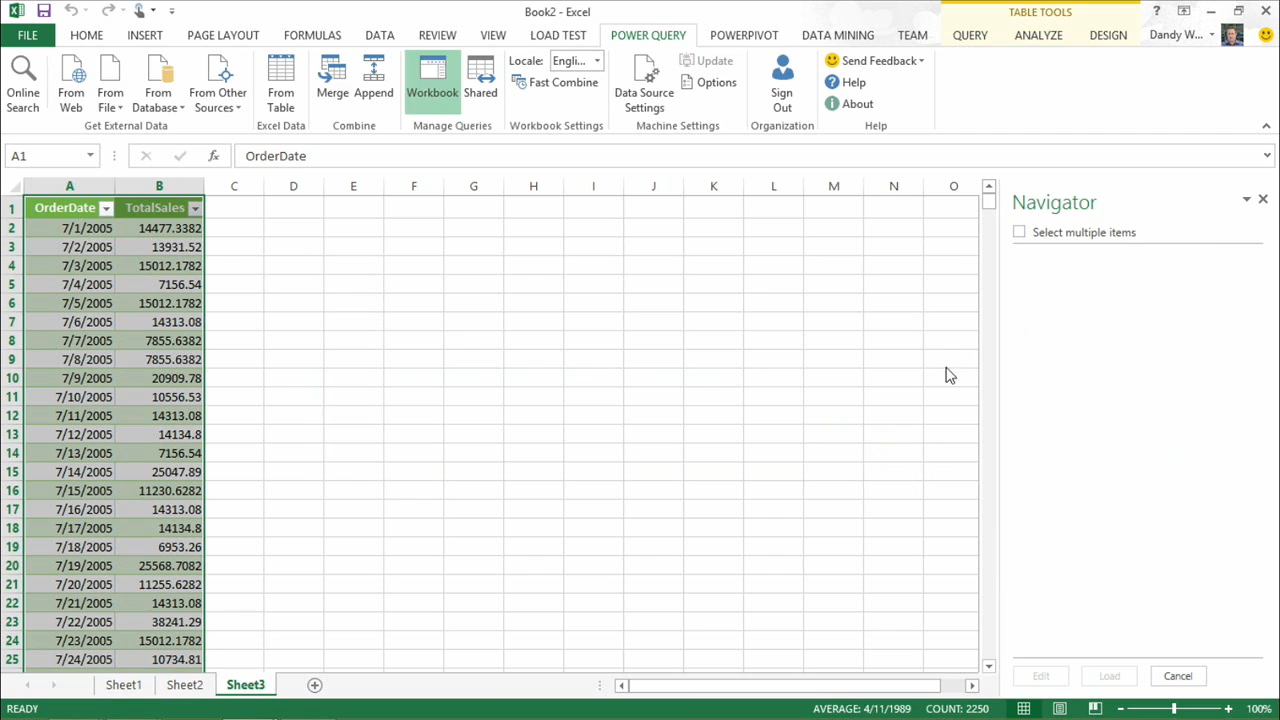 Book2 - Excel
TABLE TOOLS
FILE HOME INSERT PAGE LAYOUT FORMULAS DATA REVIEW VIEW LOAD TEST POWER QUERY POWERPIVOT DATA MINING TEAM QUERY ANALYZE DESIGN Dandy W...
Online Search
From Web
From File
From Database
From Other Sources
Get External Data
From Table
Excel Data
Merge
Append
Combine
Workbook
Shared
Manage Queries
Locale: Engli...
Fast Combine
Workbook Settings
Data Source Settings
Update
Options
Machine Settings
Sign Out
Organization
Send Feedback
Help
About
Help
A1 fx OrderDate
A B C D E F G H I J K L M N O
1 OrderDate TotalSales
2 7/1/2005 14477.3382
3 7/2/2005 13931.52
4 7/3/2005 15012.1782
5 7/4/2005 7156.54
6 7/5/2005 15012.1782
7 7/6/2005 14313.08
8 7/7/2005 7855.6382
9 7/8/2005 7855.6382
10 7/9/2005 20909.78
11 7/10/2005 10556.53
12 7/11/2005 14313.08
13 7/12/2005 14134.8
14 7/13/2005 7156.54
15 7/14/2005 25047.89
16 7/15/2005 11230.6282
17 7/16/2005 14313.08
18 7/17/2005 14134.8
19 7/18/2005 6953.26
20 7/19/2005 25568.7082
21 7/20/2005 11255.6282
22 7/21/2005 14313.08
23 7/22/2005 38241.29
24 7/23/2005 15012.1782
25 7/24/2005 10734.81
Navigator
Select multiple items
Edit Load Cancel
Sheet1 Sheet2 Sheet3
READY AVERAGE: 4/11/1989 COUNT: 2250 100%